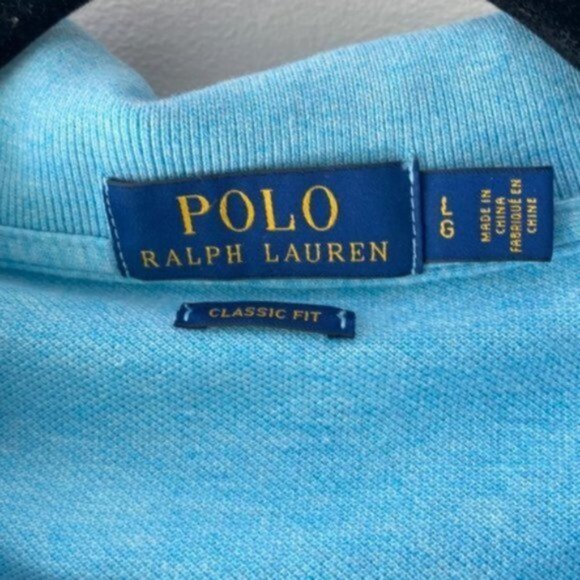 POLO
RALPH LAUREN
L
G
MADE IN
CHINA
FABRIQUÉ EN
CHINE
CLASSIC FIT